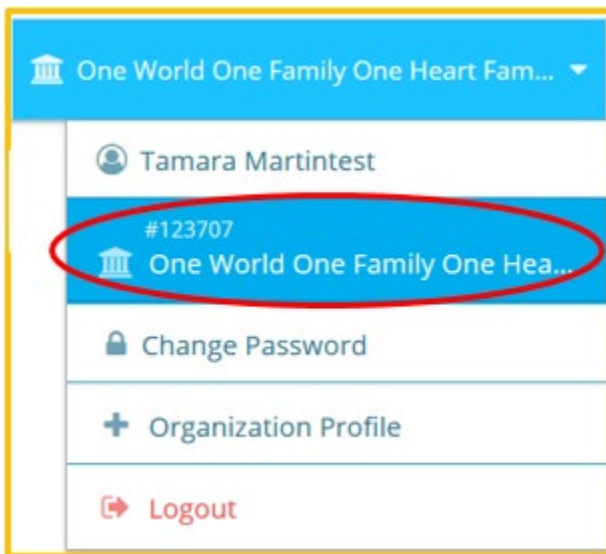 One World One Family One Heart Fam...
Tamara Martintest
#123707
One World One Family One Hea...
Change Password
Organization Profile
Logout